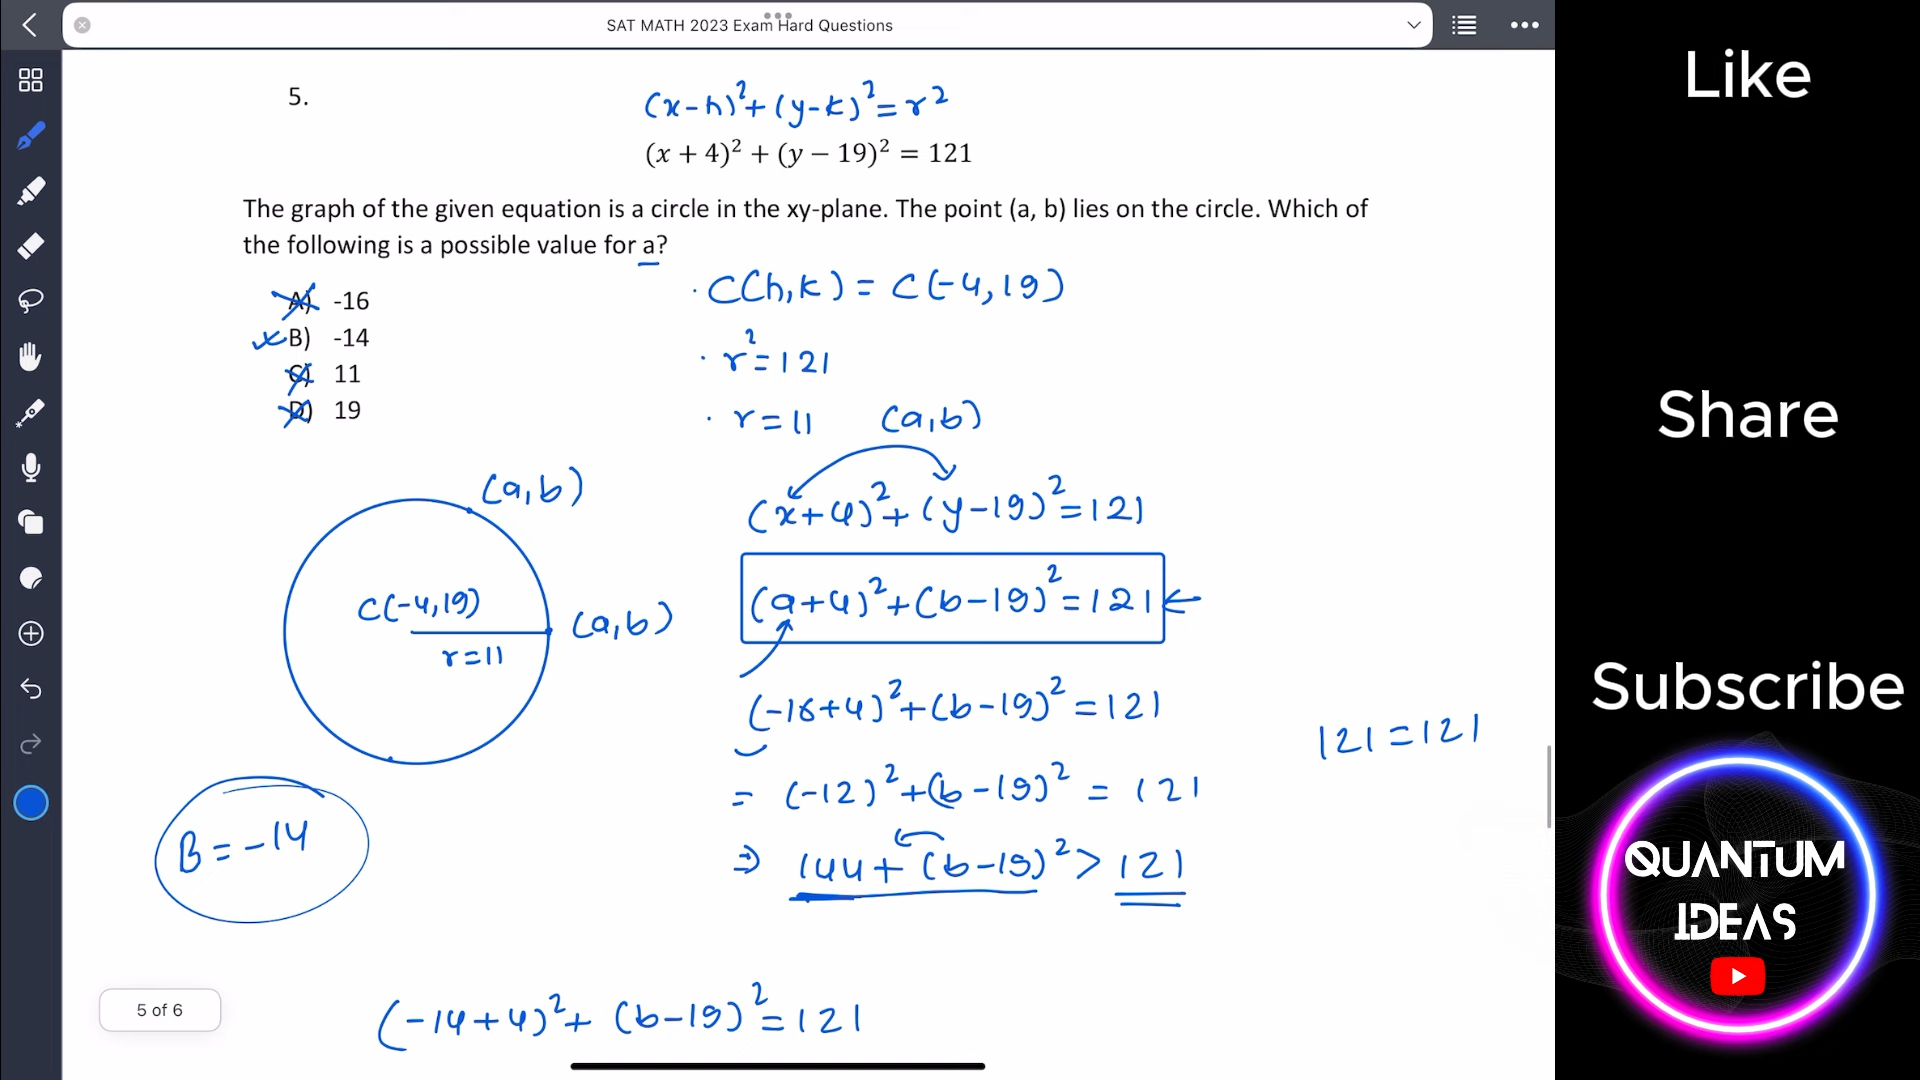 SAT MATH 2023 Exam Hard Questions
5.
(x-h)²+(y-k)²=r²
(x + 4)² + (y − 19)² = 121
The graph of the given equation is a circle in the xy-plane. The point (a, b) lies on the circle. Which of
the following is a possible value for a?
A) -16
B) -14
C) 11
D) 19
· C(h,k) = C(-4,19)
· r²=121
· r=11 (a,b)
(x+4)²+(y-19)²=121
(a+4)²+(b-19)²=121
(-16+4)²+(b-19)²=121
= (-12)²+(b-19)² = 121
⇒ 144+(b-19)²>121
121=121
(a,b)
C(-4,19)
(a,b)
r=11
B=-14
(-14+4)²+(b-19)²=121
5 of 6
Like
Share
Subscribe
QUANTUM
IDEAS